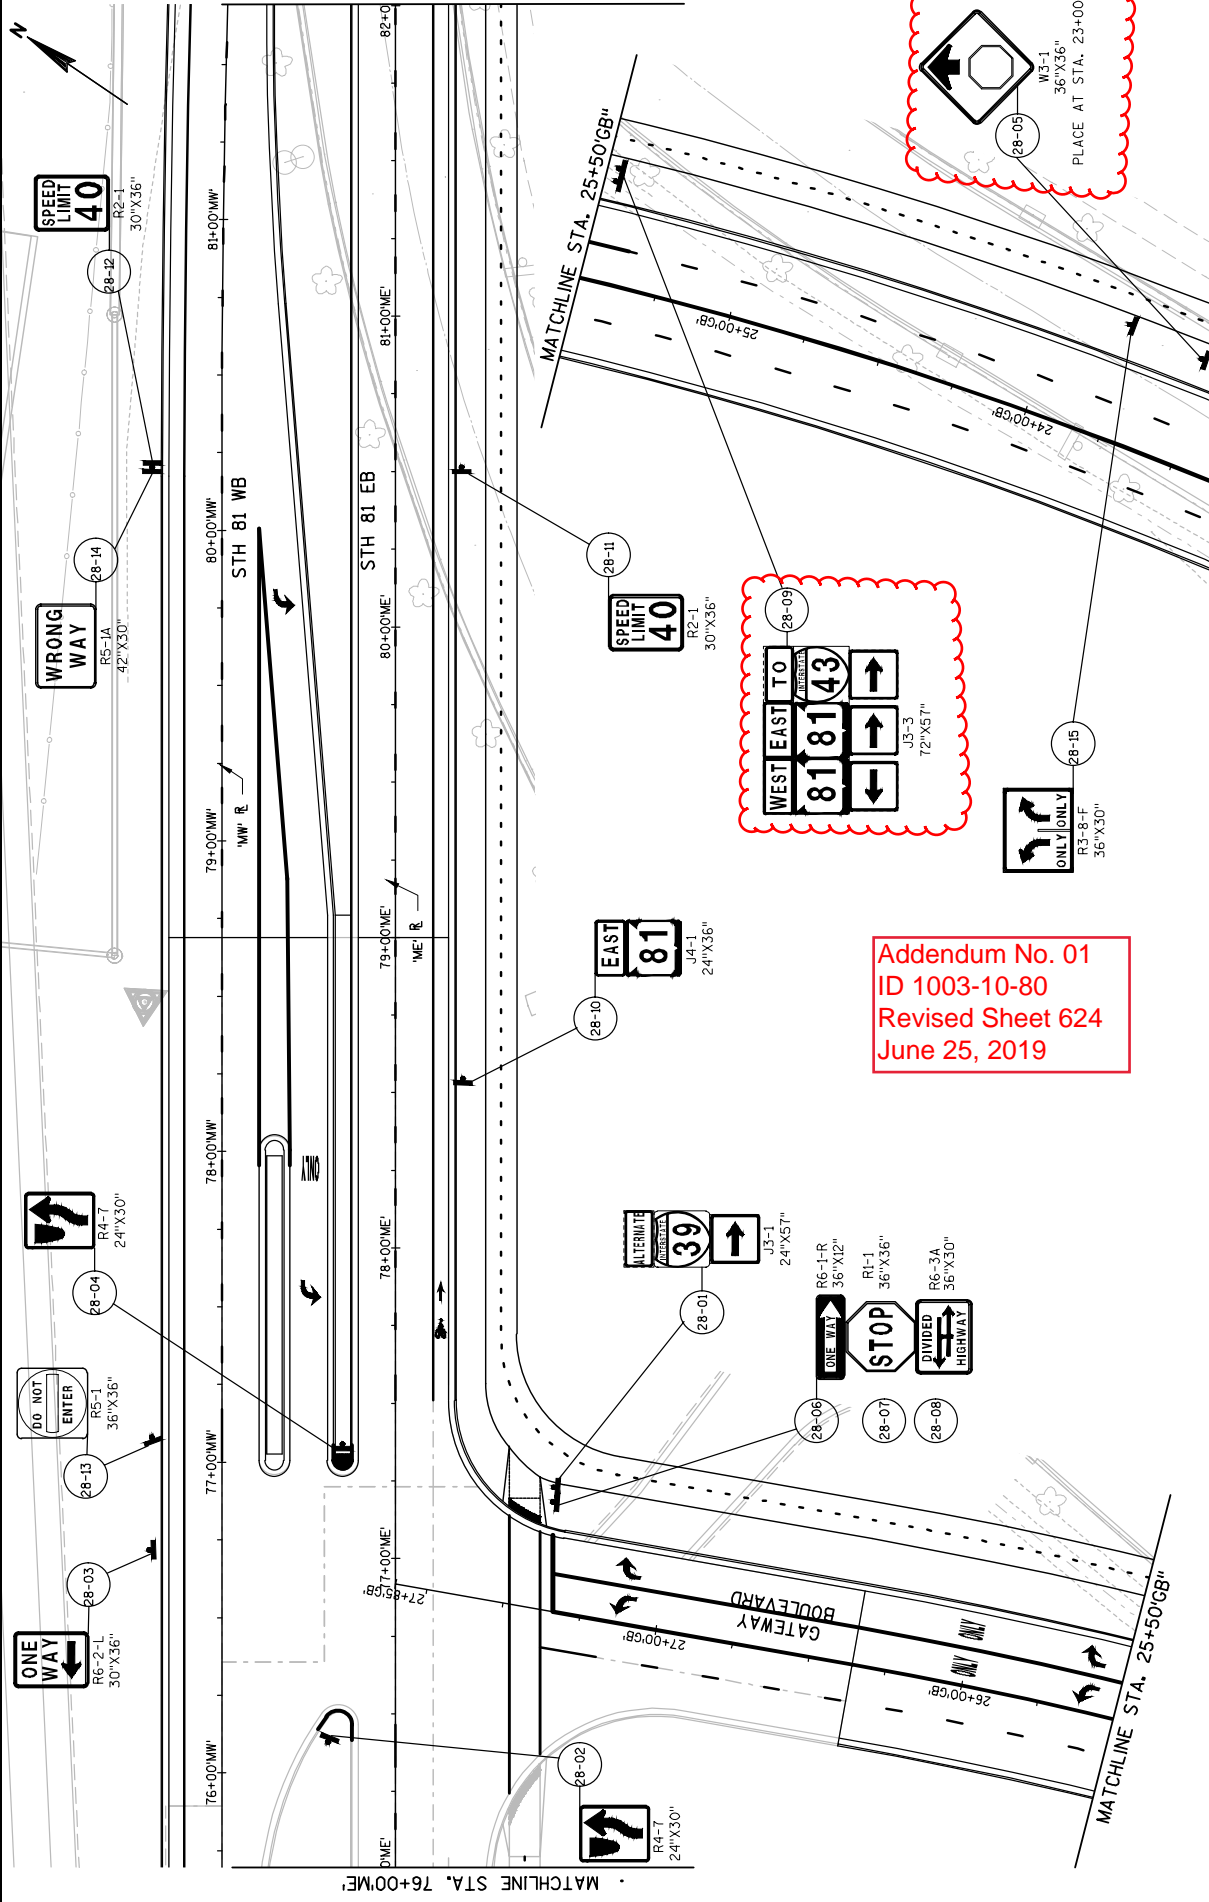 N
SPEED
LIMIT
40
R2-1
30"X36"
28-12
81+00'MW'
82+0
W3-1
36"X36"
PLACE AT STA. 23+00
28-05
MATCHLINE STA. 25+50'GB'
81+00'ME'
25+00'GB'
24+00'GB'
WRONG
WAY
R5-1A
42"X30"
28-14
80+00'MW'
STH 81 WB
STH 81 EB
80+00'ME'
28-11
SPEED
LIMIT
40
R2-1
30"X36"
28-09
WEST
81
EAST
81
TO
INTERSTATE
43
J3-3
72"X57"
28-15
ONLY
ONLY
R3-8-F
36"X30"
79+00'MW'
'MW' R
79+00'ME'
'ME' R
EAST
81
J4-1
24"X36"
28-10
Addendum No. 01
ID 1003-10-80
Revised Sheet 624
June 25, 2019
R4-7
24"X30"
28-04
78+00'MW'
ONLY
78+00'ME'
ALTERNATE
INTERSTATE
39
J3-1
24"X57"
28-01
DO NOT
ENTER
R5-1
36"X36"
28-13
77+00'MW'
77+00'ME'
ONE WAY
R6-1-R
36"X12"
28-06
STOP
R1-1
36"X36"
28-07
DIVIDED
HIGHWAY
R6-3A
36"X30"
28-08
28-03
ONE
WAY
R6-2-L
30"X36"
27+85'GB'
GATEWAY
BOULEVARD
27+00'GB'
ONLY
ONLY
26+00'GB'
MATCHLINE STA. 25+50'GB'
76+00'MW'
28-02
R4-7
24"X30"
0'ME'
MATCHLINE STA. 76+00'ME'